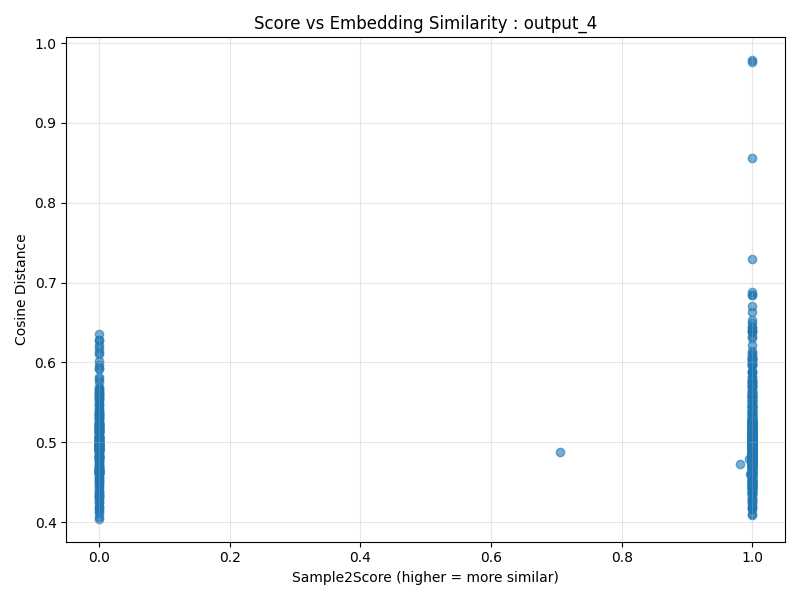 Score vs Embedding Similarity : output_4
1.0
0.9
0.8
0.7
0.6
0.5
0.4
Cosine Distance
0.0 0.2 0.4 0.6 0.8 1.0
Sample2Score (higher = more similar)